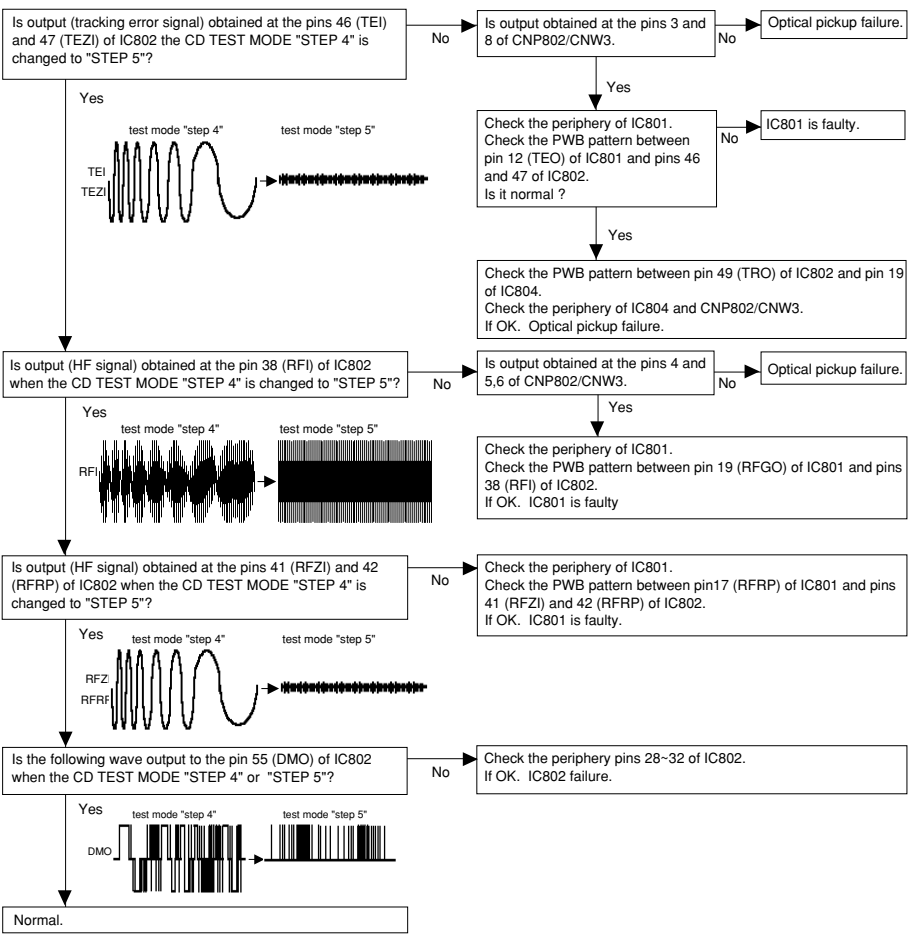 Is output (tracking error signal) obtained at the pins 46 (TEI)
and 47 (TEZI) of IC802 the CD TEST MODE "STEP 4" is
changed to "STEP 5"?
No
Is output obtained at the pins 3 and
8 of CNP802/CNW3.
No
Optical pickup failure.
Yes
Yes
test mode "step 4"
test mode "step 5"
TEI
TEZI
Check the periphery of IC801.
Check the PWB pattern between
pin 12 (TEO) of IC801 and pins 46
and 47 of IC802.
Is it normal ?
No
IC801 is faulty.
Yes
Check the PWB pattern between pin 49 (TRO) of IC802 and pin 19
of IC804.
Check the periphery of IC804 and CNP802/CNW3.
If OK. Optical pickup failure.
Is output (HF signal) obtained at the pin 38 (RFI) of IC802
when the CD TEST MODE "STEP 4" is changed to "STEP 5"?
No
Is output obtained at the pins 4 and
5,6 of CNP802/CNW3.
No
Optical pickup failure.
Yes
Yes
test mode "step 4"
test mode "step 5"
RFI
Check the periphery of IC801.
Check the PWB pattern between pin 19 (RFGO) of IC801 and pins
38 (RFI) of IC802.
If OK. IC801 is faulty
Is output (HF signal) obtained at the pins 41 (RFZI) and 42
(RFRP) of IC802 when the CD TEST MODE "STEP 4" is
changed to "STEP 5"?
No
Check the periphery of IC801.
Check the PWB pattern between pin17 (RFRP) of IC801 and pins
41 (RFZI) and 42 (RFRP) of IC802.
If OK. IC801 is faulty.
Yes
test mode "step 4"
test mode "step 5"
RFZI
RFRP
Is the following wave output to the pin 55 (DMO) of IC802
when the CD TEST MODE "STEP 4" or "STEP 5"?
No
Check the periphery pins 28~32 of IC802.
If OK. IC802 failure.
Yes
test mode "step 4"
test mode "step 5"
DMO
Normal.